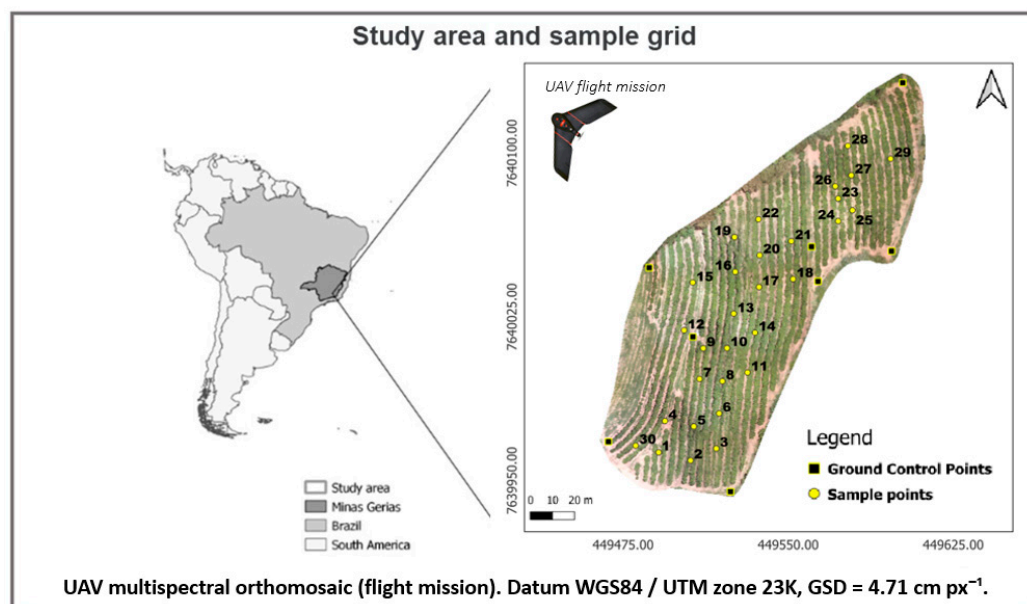 Study area and sample grid
UAV flight mission
7640100.00
7640025.00
7639950.00
28
29
27
26
23
25
24
22
21
19
20
16
15
17
18
13
12
14
9
10
7
8
11
6
4
5
30
1
2
3
Legend
Ground Control Points
Sample points
0 10 20 m
449475.00 449550.00 449625.00
Study area
Minas Gerias
Brazil
South America
UAV multispectral orthomosaic (flight mission). Datum WGS84 / UTM zone 23K, GSD = 4.71 cm px⁻¹.